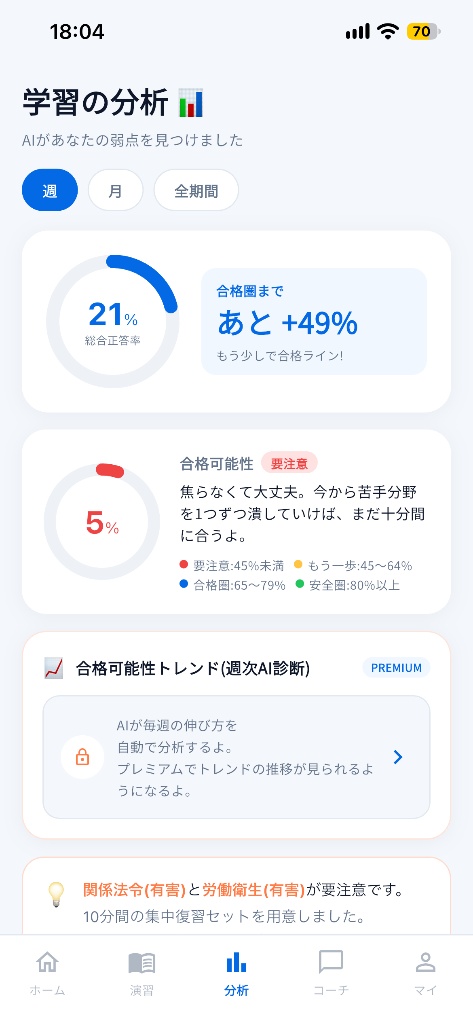 18:04
70
学習の分析
AIがあなたの弱点を見つけました
週
月
全期間
21%
総合正答率
合格圏まで
あと +49%
もう少しで合格ライン!
5%
合格可能性
要注意
焦らなくて大丈夫。今から苦手分野
を1つずつ潰していけば、まだ十分間
に合うよ。
要注意:45%未満
もう一歩:45〜64%
合格圏:65〜79%
安全圏:80%以上
合格可能性トレンド(週次AI診断)
PREMIUM
AIが毎週の伸び方を
自動で分析するよ。
プレミアムでトレンドの推移が見られるよ
うになるよ。
関係法令(有害)と労働衛生(有害)が要注意です。
10分間の集中復習セットを用意しました。
ホーム
演習
分析
コーチ
マイ